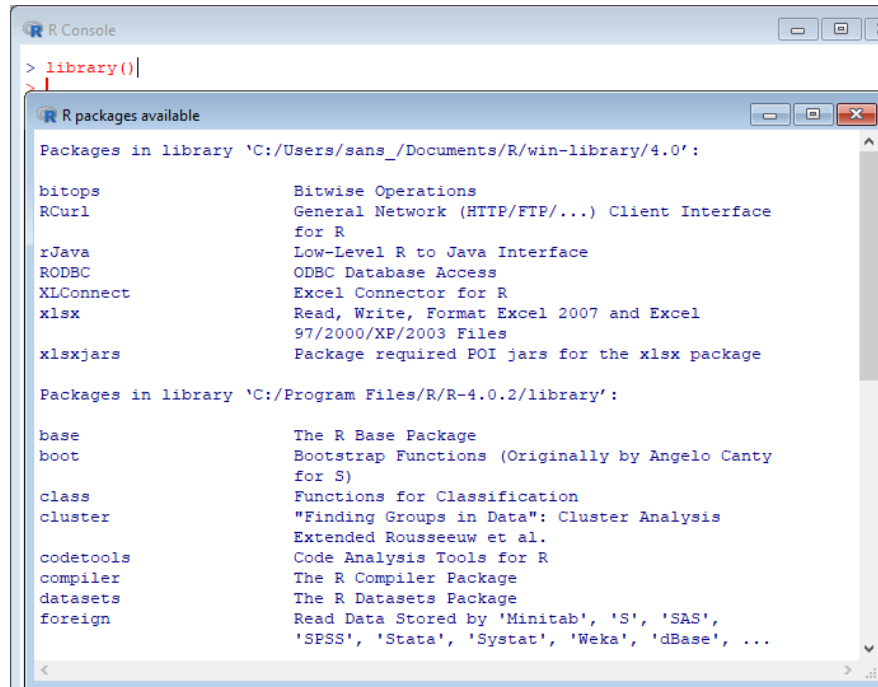 R Console
> library()
>
R packages available
Packages in library ‘C:/Users/sans_/Documents/R/win-library/4.0’:
bitops Bitwise Operations
RCurl General Network (HTTP/FTP/...) Client Interface
for R
rJava Low-Level R to Java Interface
RODBC ODBC Database Access
XLConnect Excel Connector for R
xlsx Read, Write, Format Excel 2007 and Excel
97/2000/XP/2003 Files
xlsxjars Package required POI jars for the xlsx package
Packages in library ‘C:/Program Files/R/R-4.0.2/library’:
base The R Base Package
boot Bootstrap Functions (Originally by Angelo Canty
for S)
class Functions for Classification
cluster "Finding Groups in Data": Cluster Analysis
Extended Rousseeuw et al.
codetools Code Analysis Tools for R
compiler The R Compiler Package
datasets The R Datasets Package
foreign Read Data Stored by 'Minitab', 'S', 'SAS',
'SPSS', 'Stata', 'Systat', 'Weka', 'dBase', ...